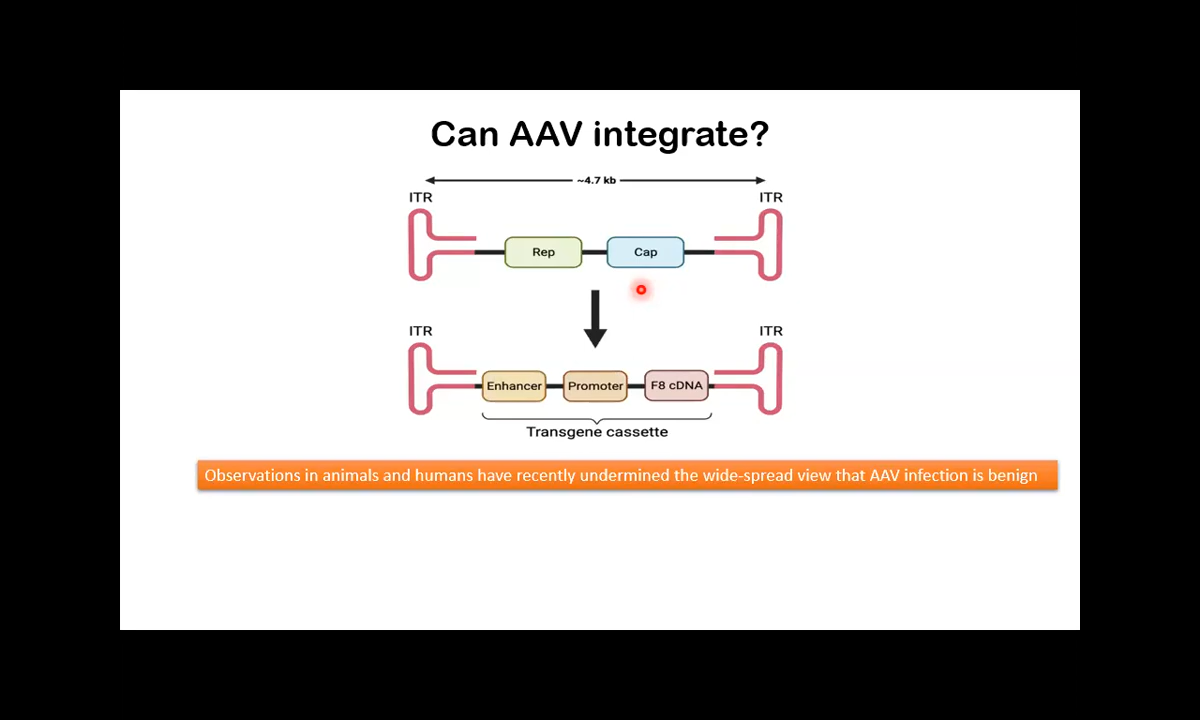 Can AAV integrate?
~4.7 kb
ITR
ITR
Rep
Cap
ITR
ITR
Enhancer
Promoter
F8 cDNA
Transgene cassette
Observations in animals and humans have recently undermined the wide-spread view that AAV infection is benign